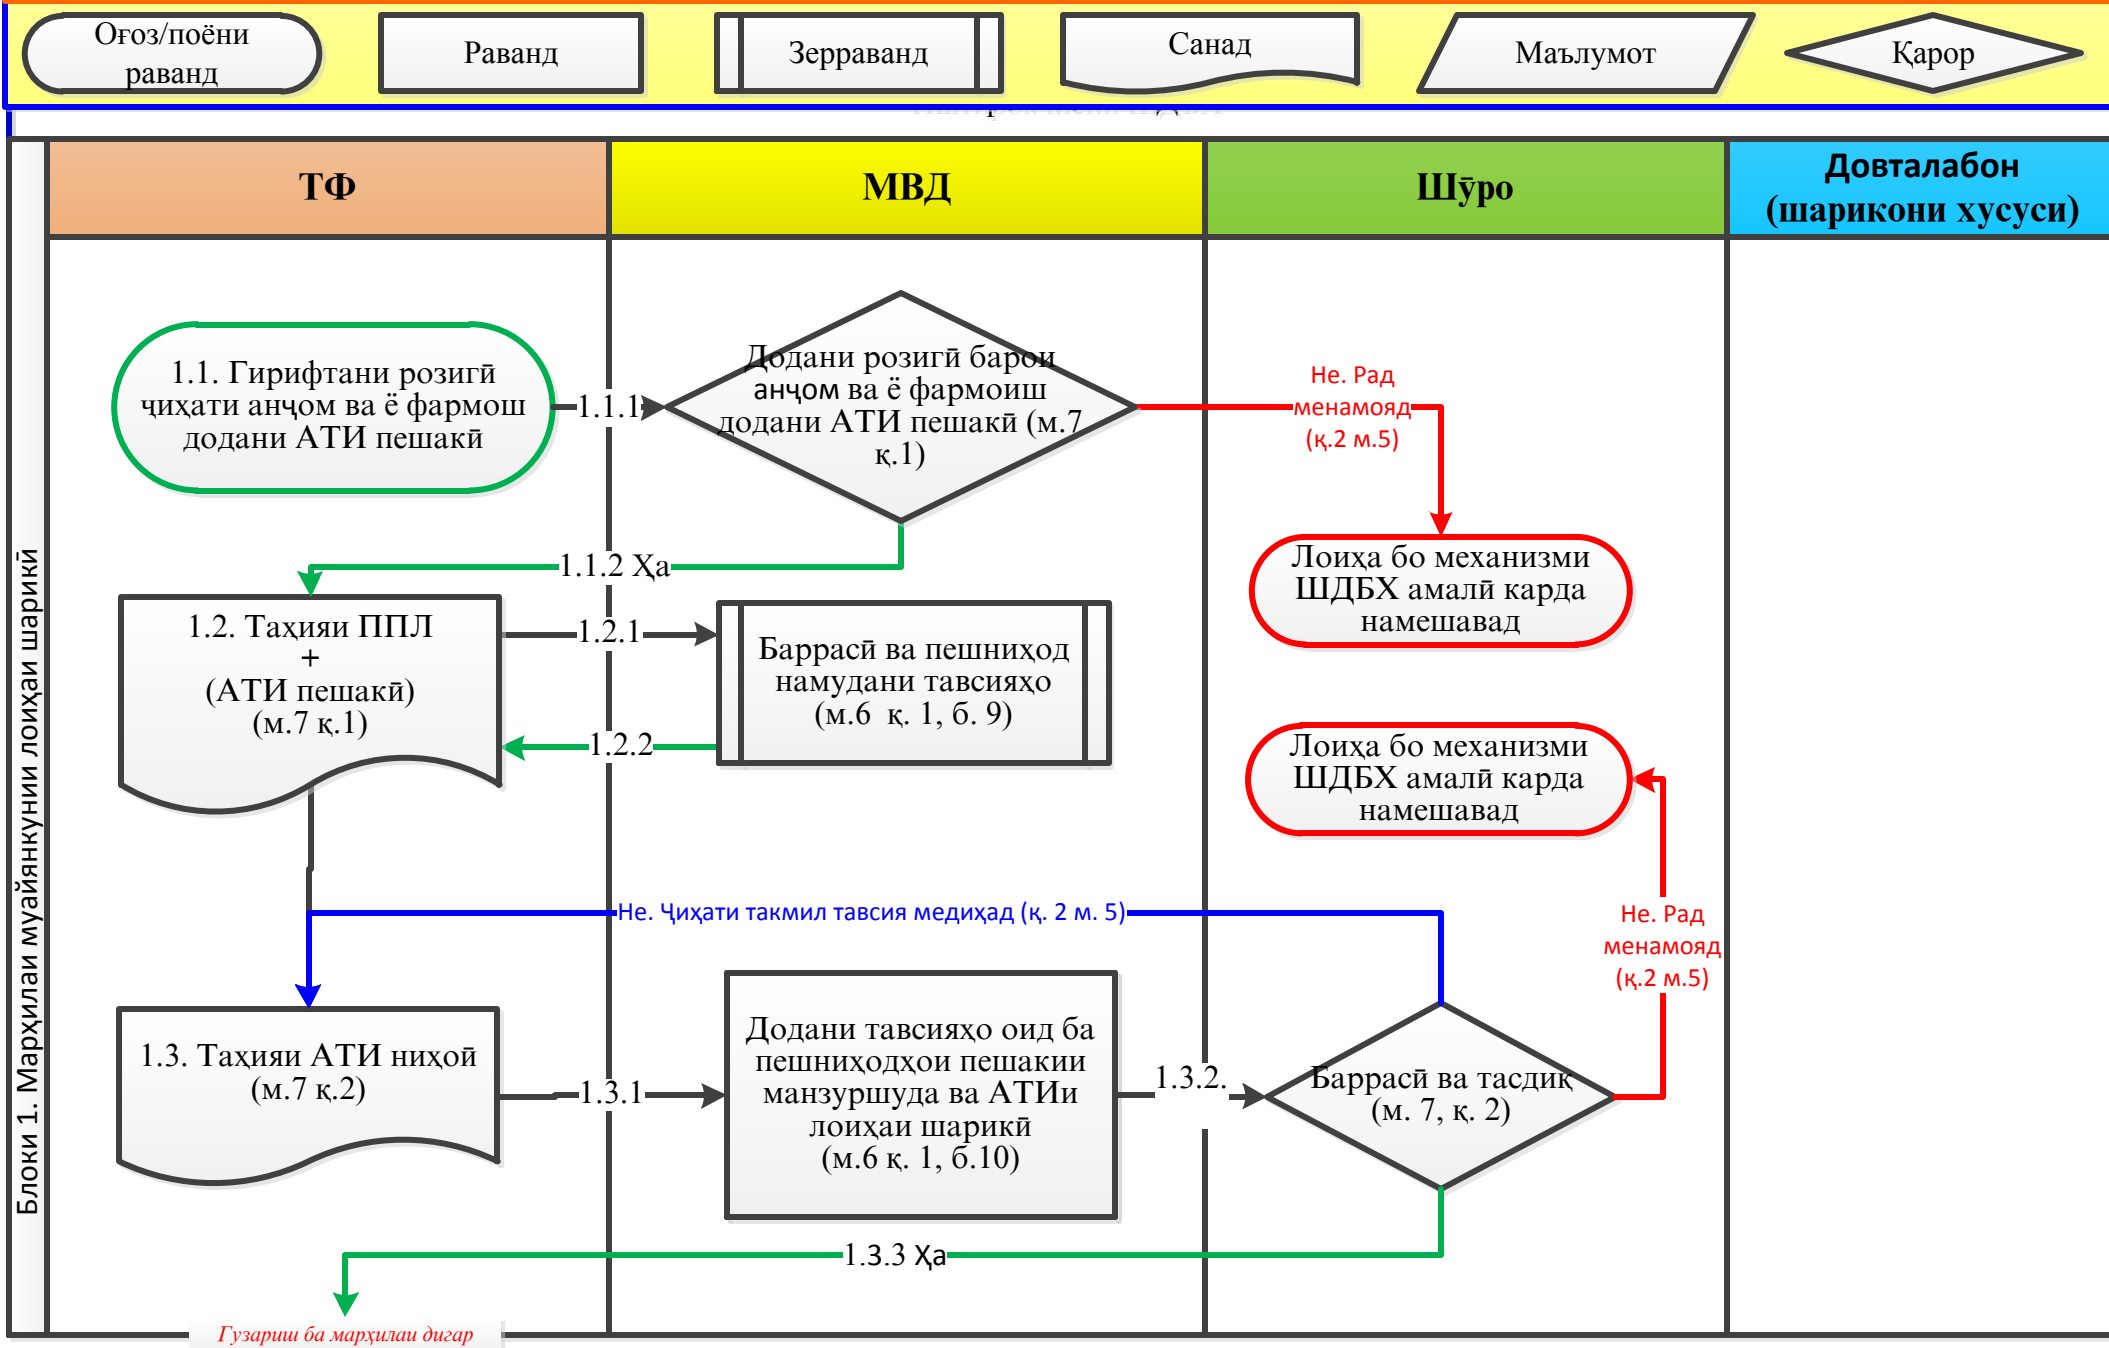 Оғоз/поёни
раванд
Раванд
Зерраванд
Санад
Маълумот
Қарор
ТФ
МВД
Шӯро
Довталабон
(шарикони хусуси)
Блоки 1. Марҳилаи муайянкунии лоиҳаи шарикӣ
1.1. Гирифтани розигӣ
ҷиҳати анҷом ва ё фармош
додани АТИ пешакӣ
1.1.1
Додани розигӣ барои
анҷом ва ё фармоиш
додани АТИ пешакӣ (м.7
қ.1)
Не. Рад
менамояд
(қ.2 м.5)
Лоиҳа бо механизми
ШДБХ амалӣ карда
намешавад
1.1.2 Ҳа
1.2. Таҳияи ППЛ
+
(АТИ пешакӣ)
(м.7 қ.1)
1.2.1
Баррасӣ ва пешниҳод
намудани тавсияҳо
(м.6 қ. 1, б. 9)
1.2.2
Лоиҳа бо механизми
ШДБХ амалӣ карда
намешавад
Не. Ҷиҳати такмил тавсия медиҳад (қ. 2 м. 5)
Не. Рад
менамояд
(қ.2 м.5)
1.3. Таҳияи АТИ ниҳоӣ
(м.7 қ.2)
1.3.1
Додани тавсияҳо оид ба
пешниҳодҳои пешакии
манзуршуда ва АТИи
лоиҳаи шарикӣ
(м.6 қ. 1, б.10)
1.3.2.
Баррасӣ ва тасдиқ
(м. 7, қ. 2)
1.3.3 Ҳа
Гузариш ба марҳилаи дигар